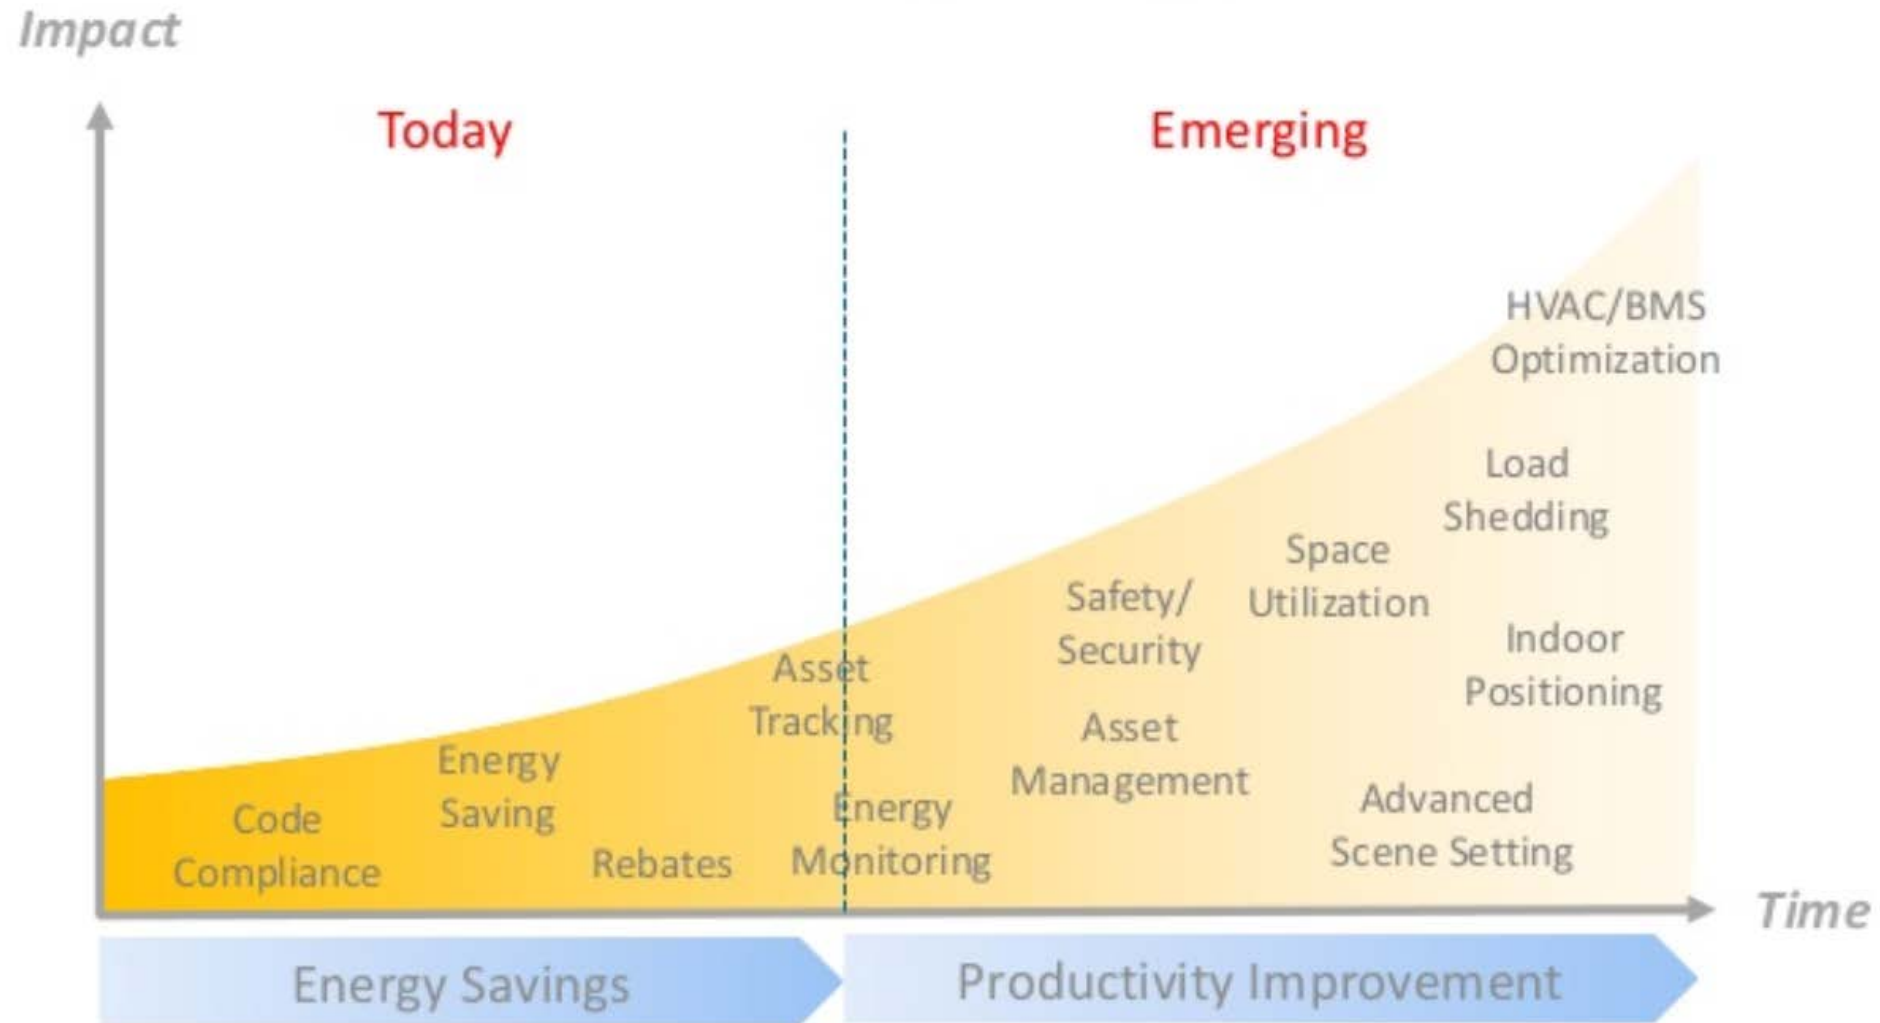 Impact
Today
Emerging
HVAC/BMS
Optimization
Load
Shedding
Space
Utilization
Safety/
Security
Indoor
Positioning
Asset
Tracking
Asset
Management
Energy
Saving
Energy
Monitoring
Advanced
Scene Setting
Code
Compliance
Rebates
Time
Energy Savings
Productivity Improvement